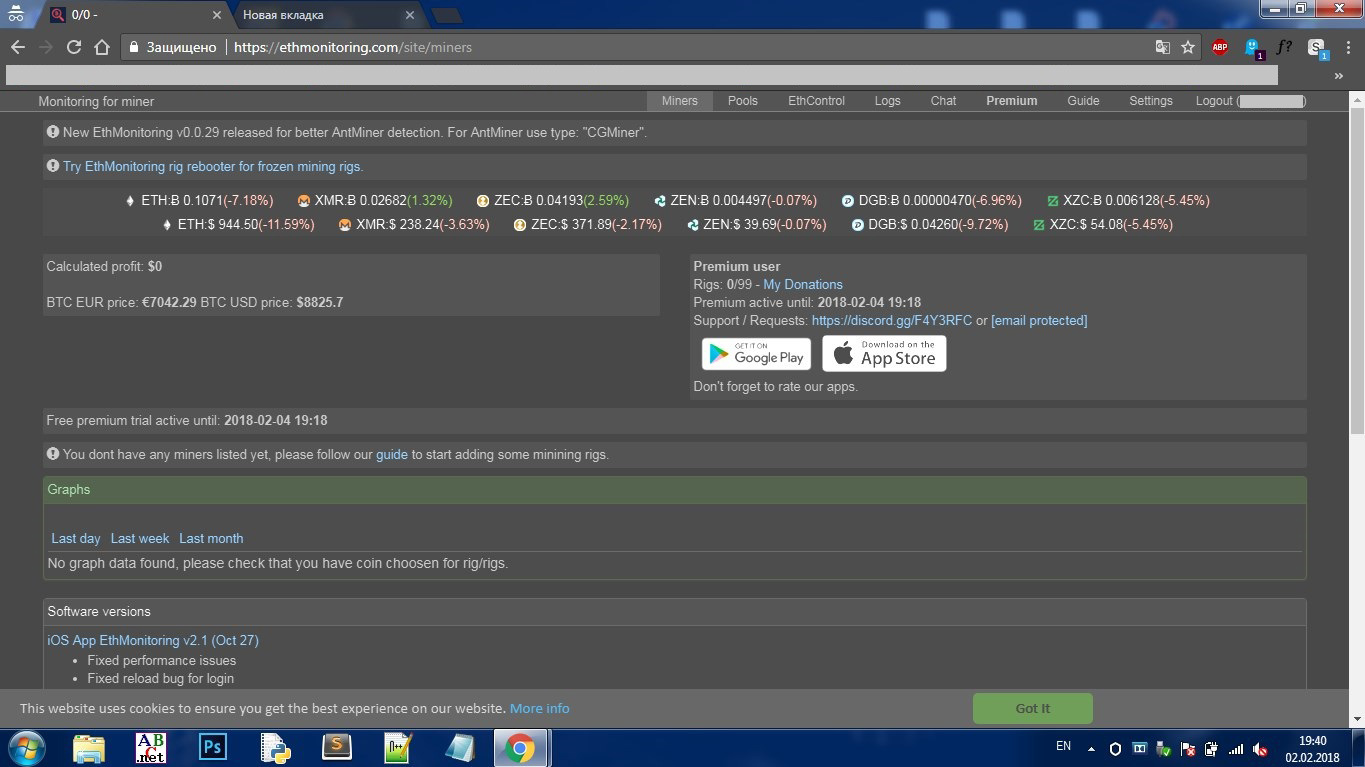 0/0 -
Новая вкладка
Защищено https://ethmonitoring.com/site/miners
ABP 1 f? S 1
»
Monitoring for miner Miners Pools EthControl Logs Chat Premium Guide Settings Logout ( )
New EthMonitoring v0.0.29 released for better AntMiner detection. For AntMiner use type: "CGMiner".
Try EthMonitoring rig rebooter for frozen mining rigs.
ETH:Ƀ 0.1071(-7.18%) XMR:Ƀ 0.02682(1.32%) ZEC:Ƀ 0.04193(2.59%) ZEN:Ƀ 0.004497(-0.07%) DGB:Ƀ 0.00000470(-6.96%) XZC:Ƀ 0.006128(-5.45%)
ETH:$ 944.50(-11.59%) XMR:$ 238.24(-3.63%) ZEC:$ 371.89(-2.17%) ZEN:$ 39.69(-0.07%) DGB:$ 0.04260(-9.72%) XZC:$ 54.08(-5.45%)
Calculated profit: $0
BTC EUR price: €7042.29 BTC USD price: $8825.7
Premium user
Rigs: 0/99 - My Donations
Premium active until: 2018-02-04 19:18
Support / Requests: https://discord.gg/F4Y3RFC or [email protected]
GET IT ON
Google Play
Download on the
App Store
Don't forget to rate our apps.
Free premium trial active until: 2018-02-04 19:18
You dont have any miners listed yet, please follow our guide to start adding some minining rigs.
Graphs
Last day Last week Last month
No graph data found, please check that you have coin choosen for rig/rigs.
Software versions
iOS App EthMonitoring v2.1 (Oct 27)
• Fixed performance issues
• Fixed reload bug for login
This website uses cookies to ensure you get the best experience on our website. More info
Got It
ABC.net Ps S n++
EN
19:40
02.02.2018